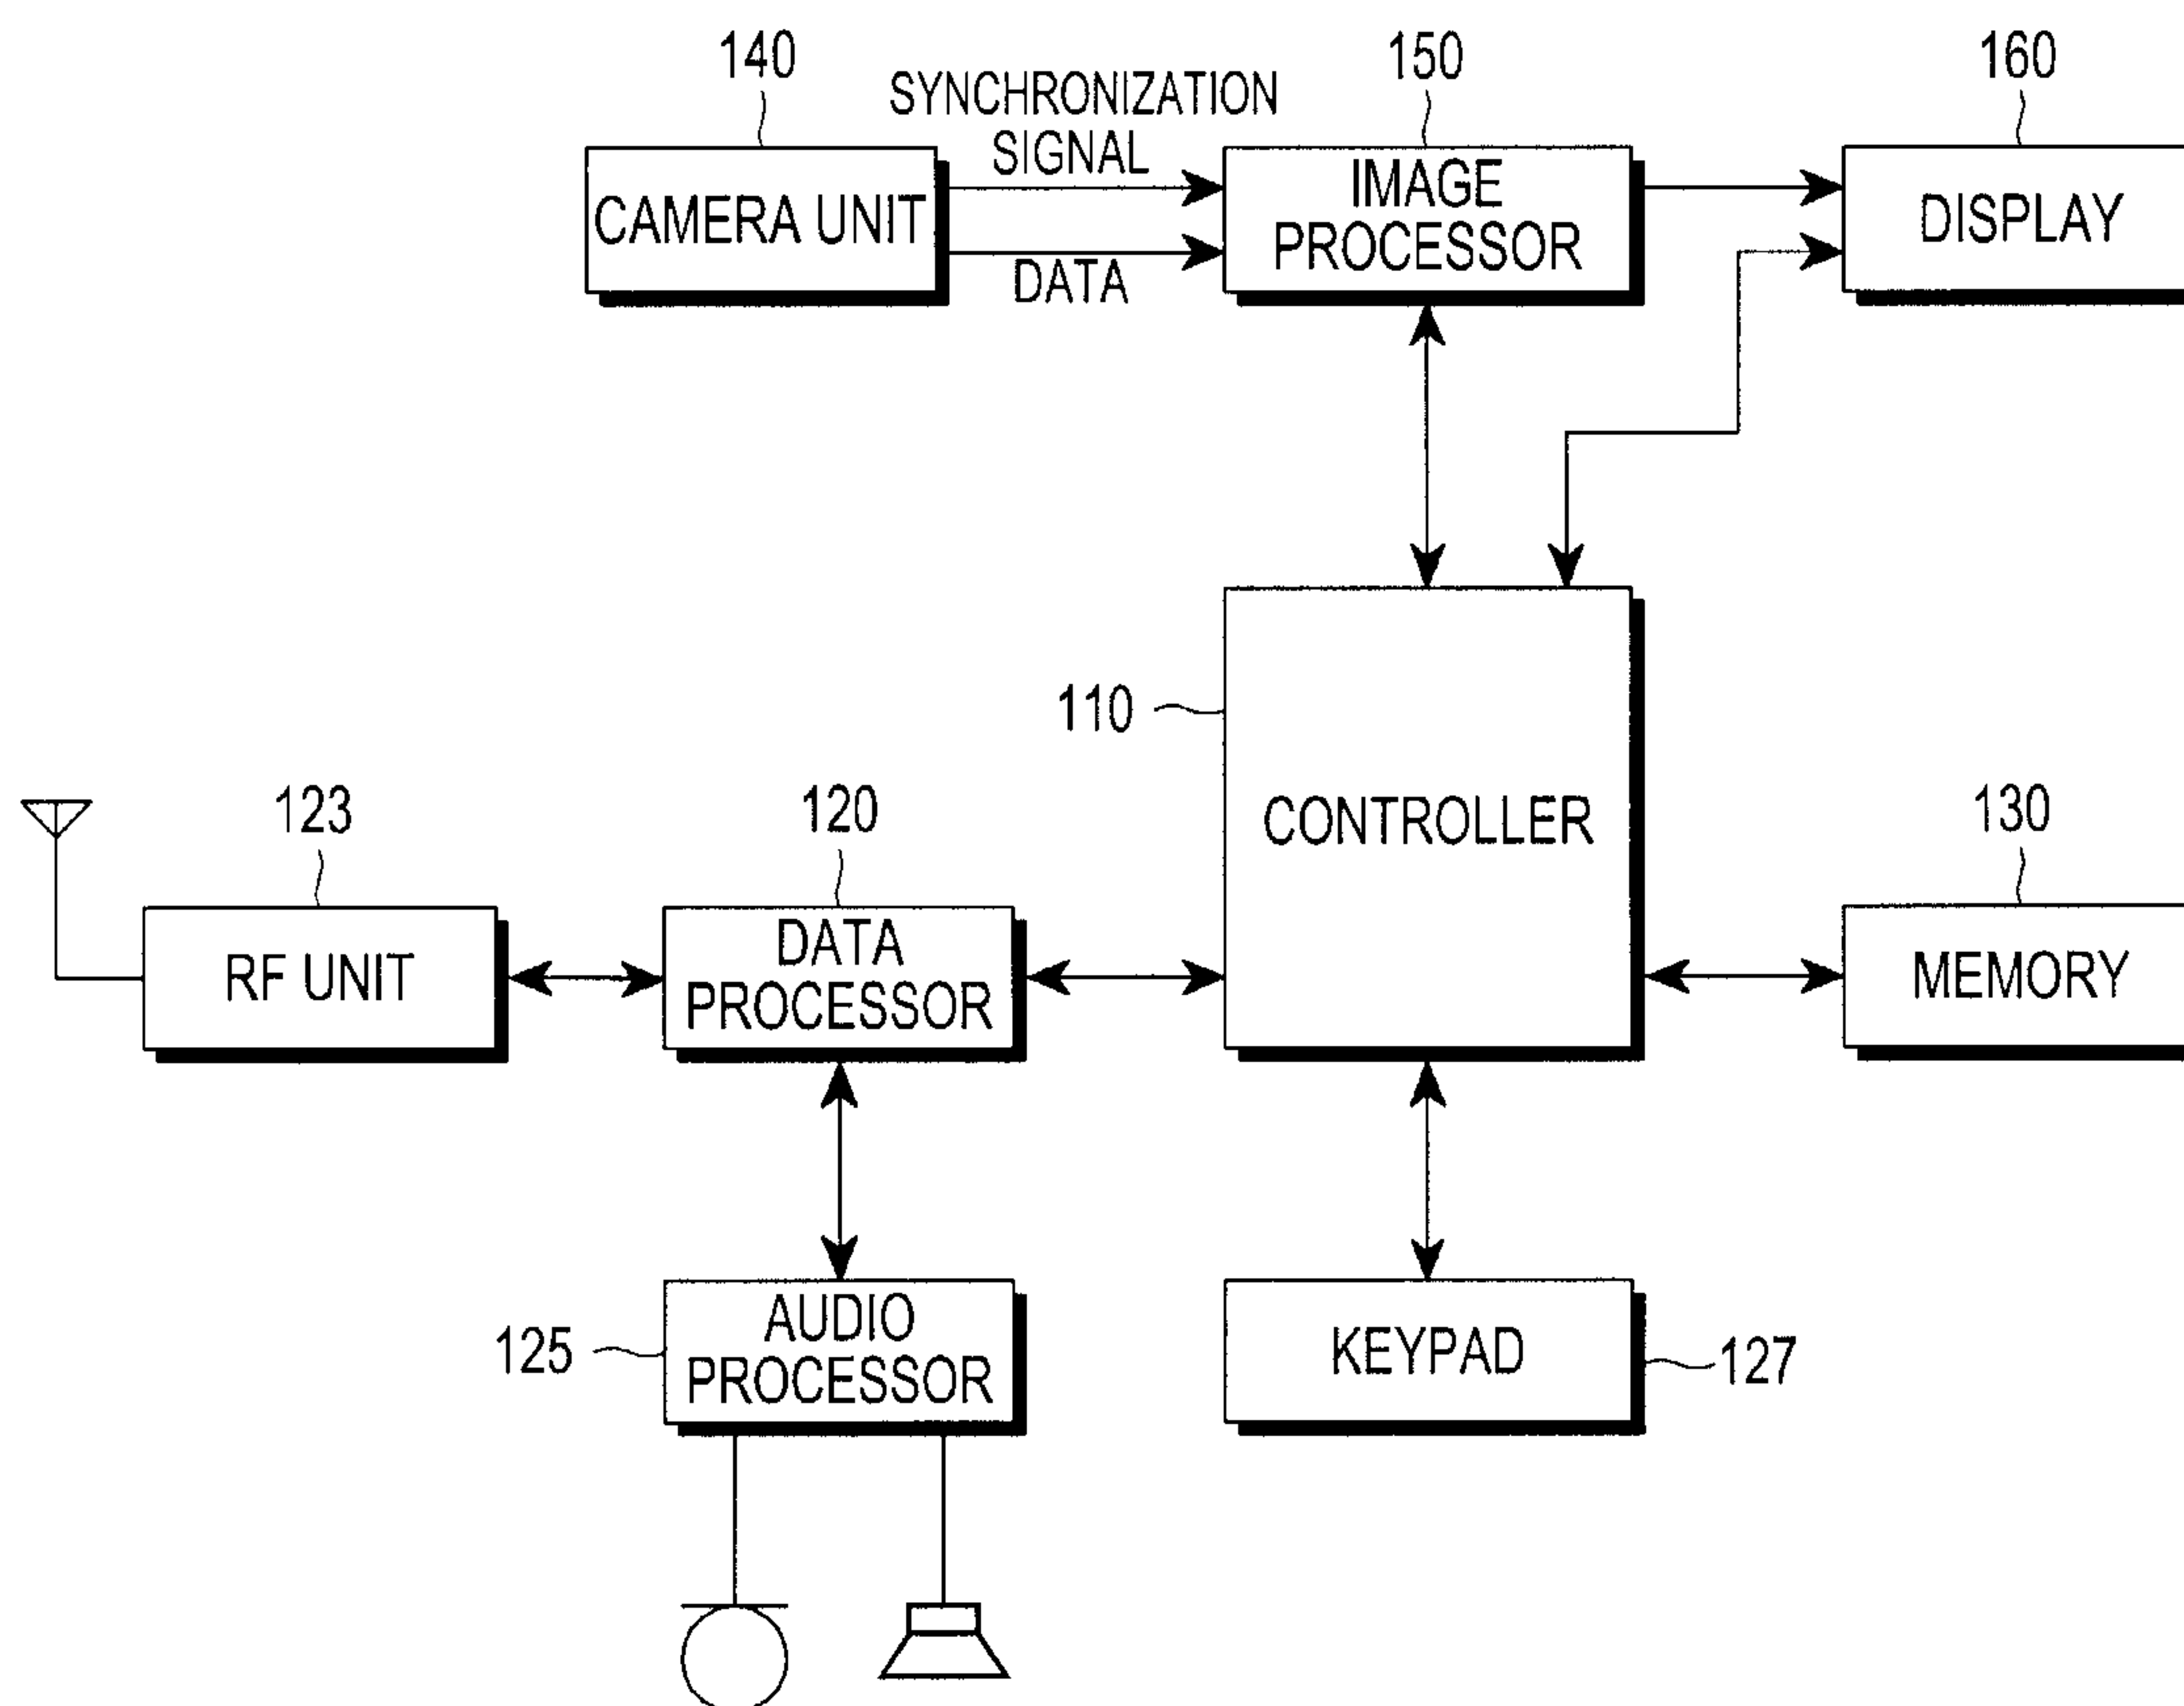 140
150
160
SYNCHRONIZATION
SIGNAL
CAMERA UNIT
DATA
IMAGE
PROCESSOR
DISPLAY
110
CONTROLLER
123
120
130
RF UNIT
DATA
PROCESSOR
MEMORY
125
AUDIO
PROCESSOR
KEYPAD
127